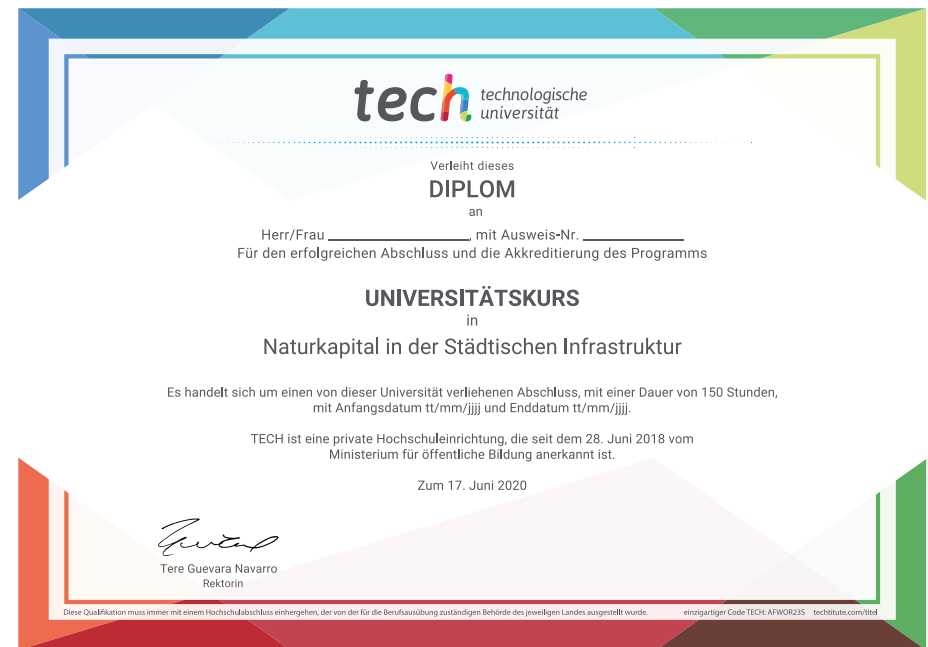 tech technologische
universität
Verleiht dieses
DIPLOM
an
Herr/Frau ________________, mit Ausweis-Nr. ____________
Für den erfolgreichen Abschluss und die Akkreditierung des Programms
UNIVERSITÄTSKURS
in
Naturkapital in der Städtischen Infrastruktur
Es handelt sich um einen von dieser Universität verliehenen Abschluss, mit einer Dauer von 150 Stunden,
mit Anfangsdatum tt/mm/jjjj und Enddatum tt/mm/jjjj.
TECH ist eine private Hochschuleinrichtung, die seit dem 28. Juni 2018 vom
Ministerium für öffentliche Bildung anerkannt ist.
Zum 17. Juni 2020
Tere Guevara Navarro
Rektorin
Diese Qualifikation muss immer mit einem Hochschulabschluss einhergehen, der von der für die Berufsausübung zuständigen Behörde des jeweiligen Landes ausgestellt wurde. einzigartiger Code TECH: AFWOR23S techtitute.com/titel